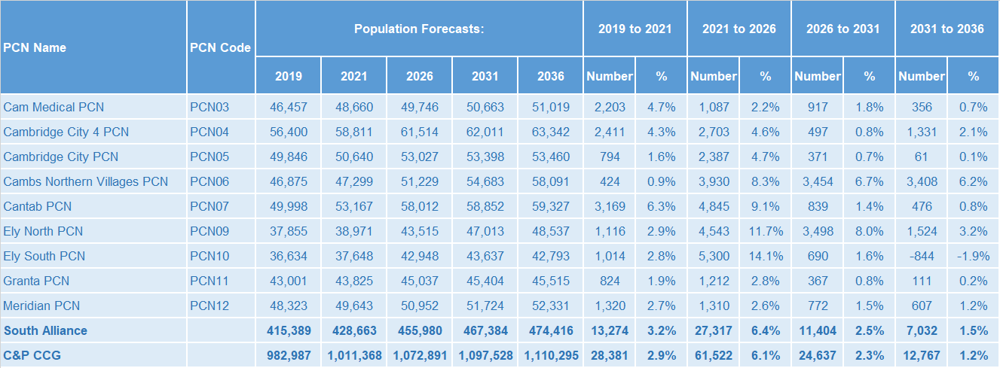 PCN Name PCN Code Population Forecasts: 2019 to 2021 2021 to 2026 2026 to 2031 2031 to 2036
2019 2021 2026 2031 2036 Number % Number % Number % Number %
Cam Medical PCN PCN03 46,457 48,660 49,746 50,663 51,019 2,203 4.7% 1,087 2.2% 917 1.8% 356 0.7%
Cambridge City 4 PCN PCN04 56,400 58,811 61,514 62,011 63,342 2,411 4.3% 2,703 4.6% 497 0.8% 1,331 2.1%
Cambridge City PCN PCN05 49,846 50,640 53,027 53,398 53,460 794 1.6% 2,387 4.7% 371 0.7% 61 0.1%
Cambs Northern Villages PCN PCN06 46,875 47,299 51,229 54,683 58,091 424 0.9% 3,930 8.3% 3,454 6.7% 3,408 6.2%
Cantab PCN PCN07 49,998 53,167 58,012 58,852 59,327 3,169 6.3% 4,845 9.1% 839 1.4% 476 0.8%
Ely North PCN PCN09 37,855 38,971 43,515 47,013 48,537 1,116 2.9% 4,543 11.7% 3,498 8.0% 1,524 3.2%
Ely South PCN PCN10 36,634 37,648 42,948 43,637 42,793 1,014 2.8% 5,300 14.1% 690 1.6% -844 -1.9%
Granta PCN PCN11 43,001 43,825 45,037 45,404 45,515 824 1.9% 1,212 2.8% 367 0.8% 111 0.2%
Meridian PCN PCN12 48,323 49,643 50,952 51,724 52,331 1,320 2.7% 1,310 2.6% 772 1.5% 607 1.2%
South Alliance 415,389 428,663 455,980 467,384 474,416 13,274 3.2% 27,317 6.4% 11,404 2.5% 7,032 1.5%
C&P CCG 982,987 1,011,368 1,072,891 1,097,528 1,110,295 28,381 2.9% 61,522 6.1% 24,637 2.3% 12,767 1.2%